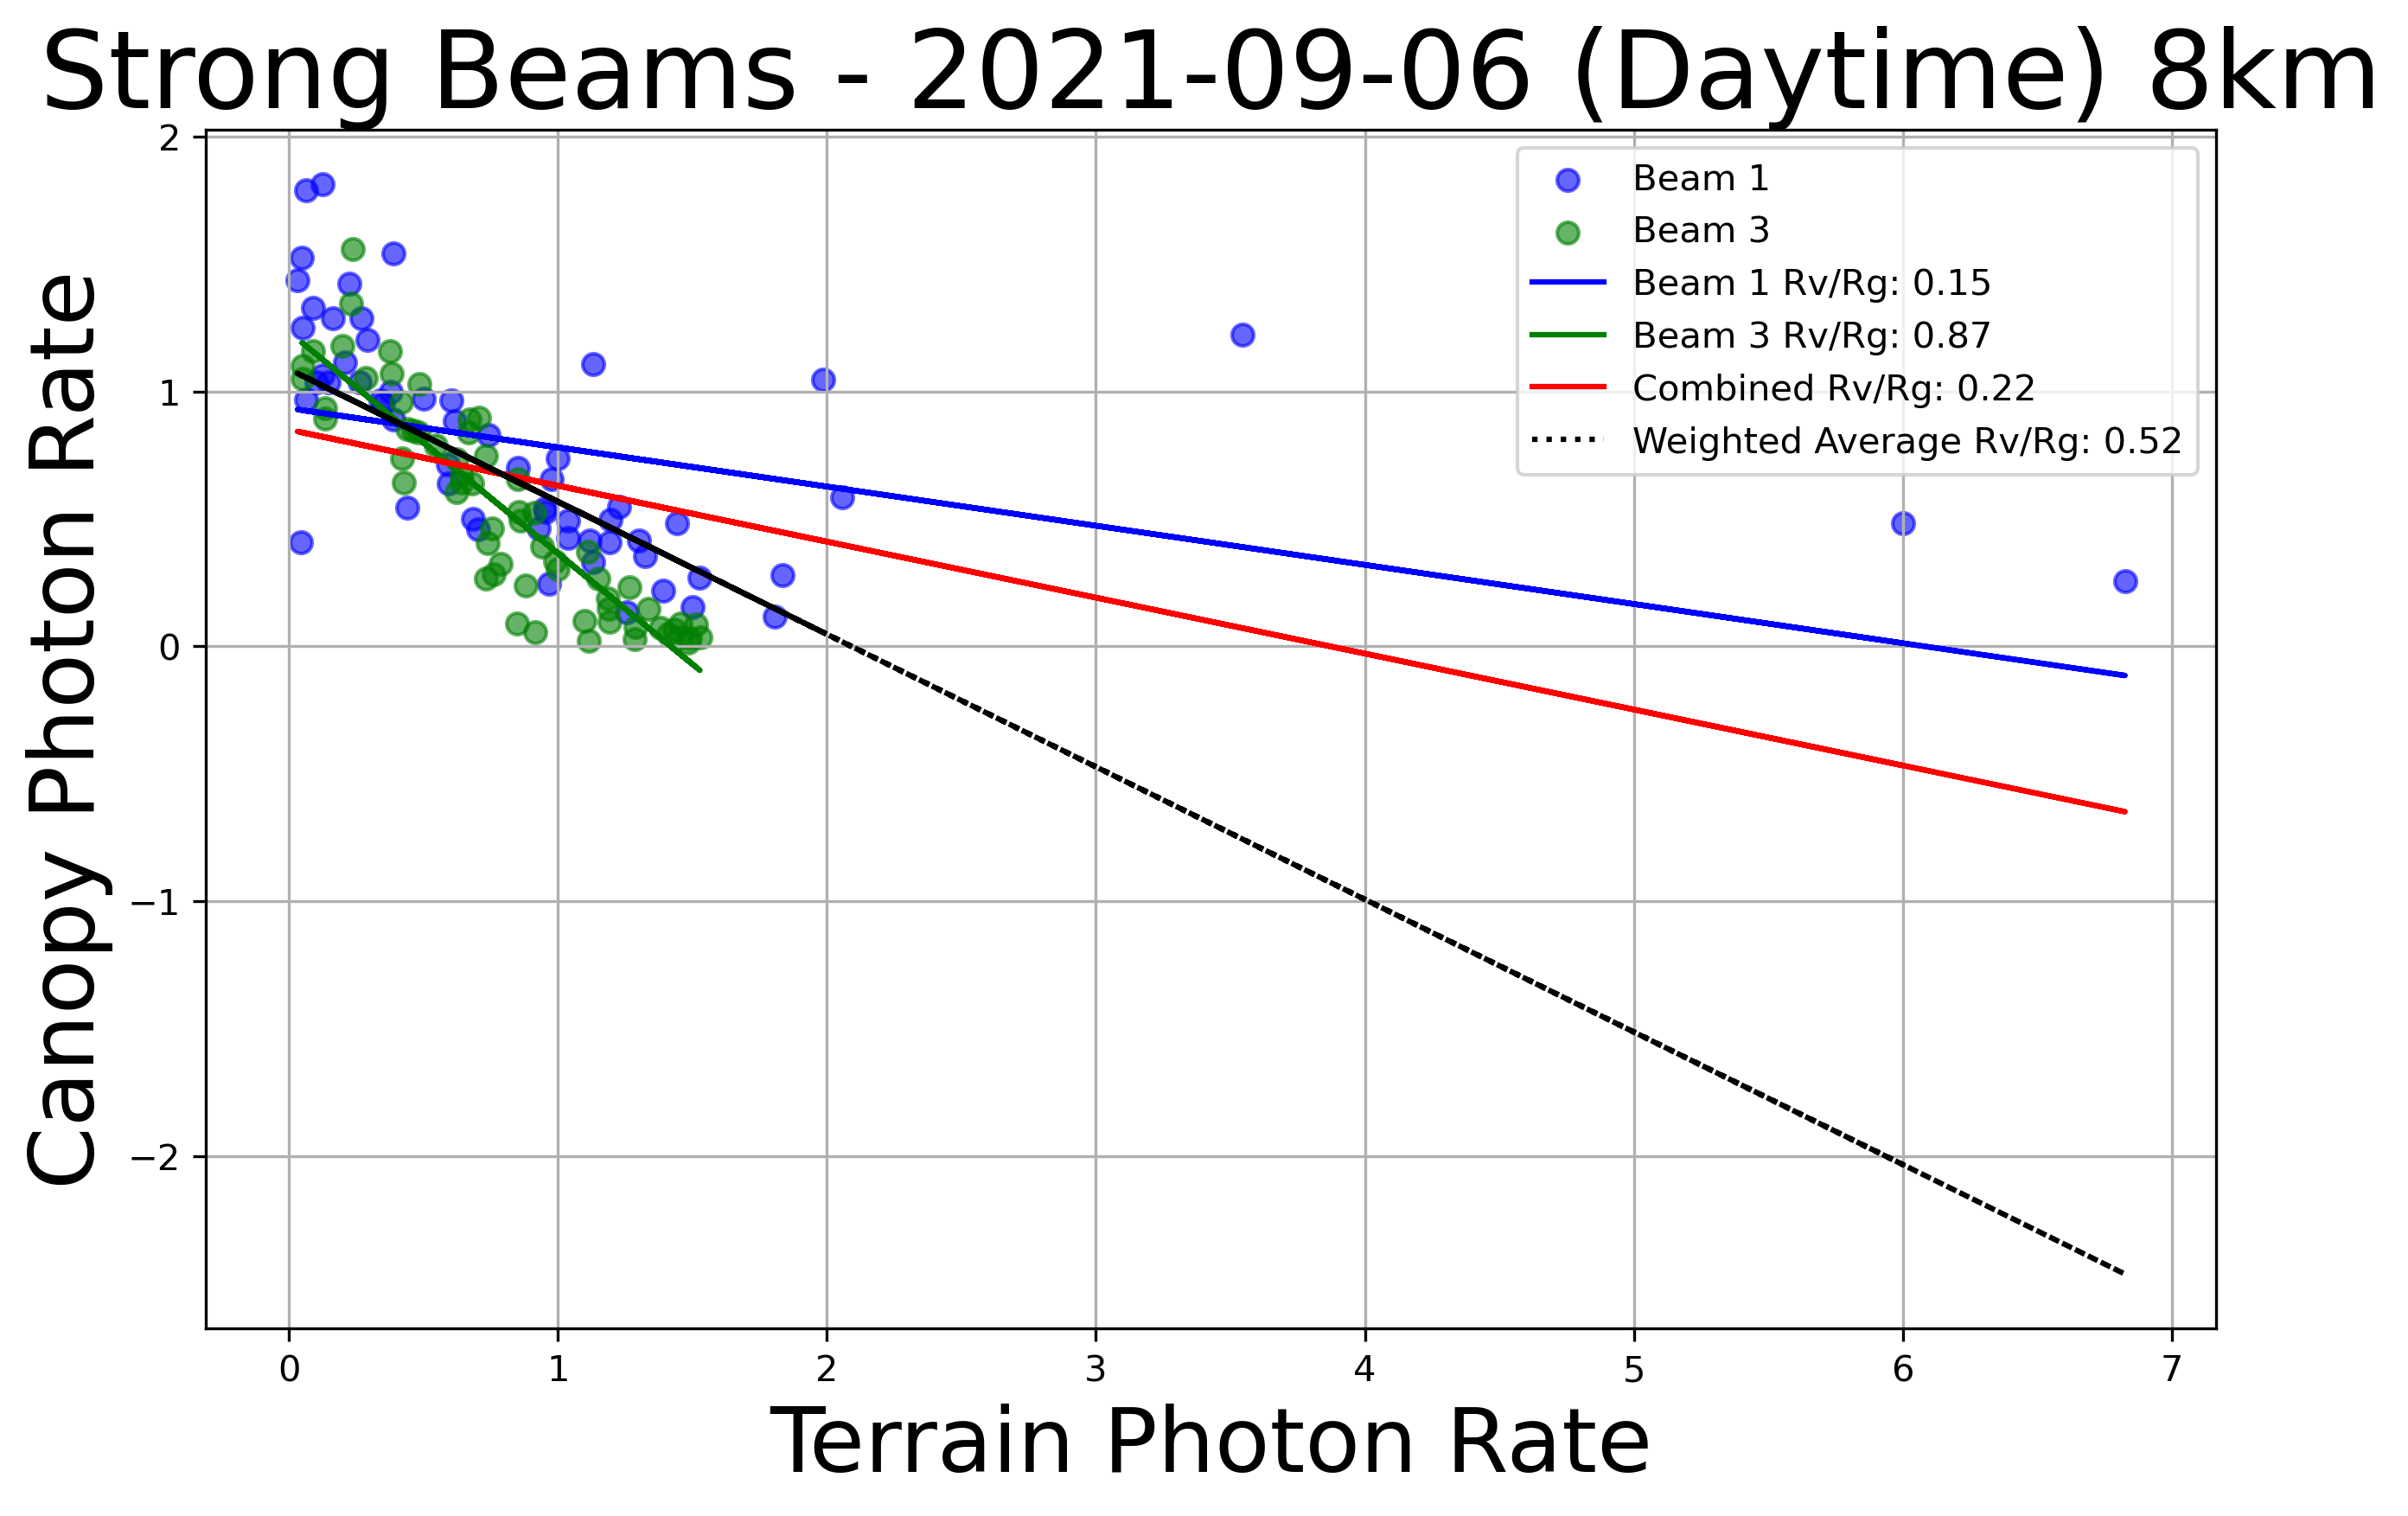 Strong Beams - 2021-09-06 (Daytime) 8km
Canopy Photon Rate
2
1
0
−1
−2
Beam 1
Beam 3
Beam 1 Rv/Rg: 0.15
Beam 3 Rv/Rg: 0.87
Combined Rv/Rg: 0.22
Weighted Average Rv/Rg: 0.52
0 1 2 3 4 5 6 7
Terrain Photon Rate